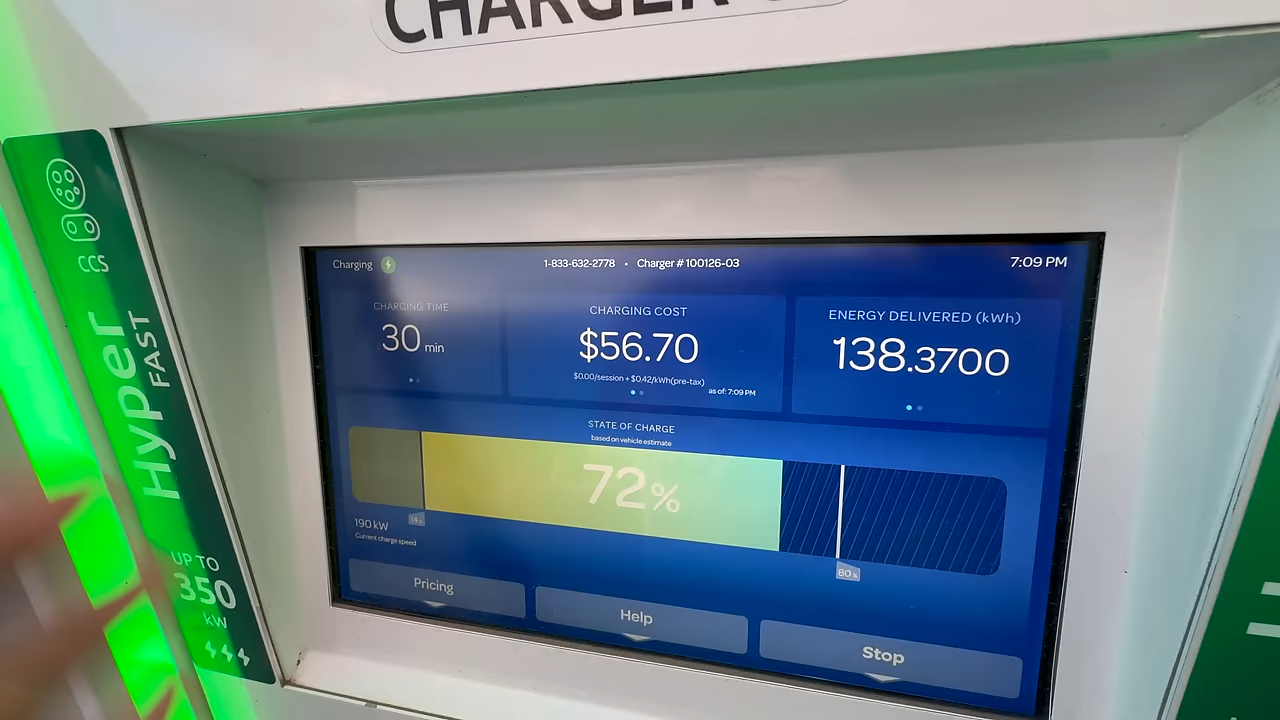 CHARGER
CCS
Hyper
FAST
UP TO
350
kW
Charging
1-833-632-2778 • Charger # 100126-03
7:09 PM
CHARGING TIME
30 min
CHARGING COST
$56.70
$0.00/session + $0.42/kWh(pre-tax)
as of: 7:09 PM
ENERGY DELIVERED (kWh)
138.3700
STATE OF CHARGE
based on vehicle estimate
72%
14%
80%
190 kW
Current charge speed
Pricing
Help
Stop